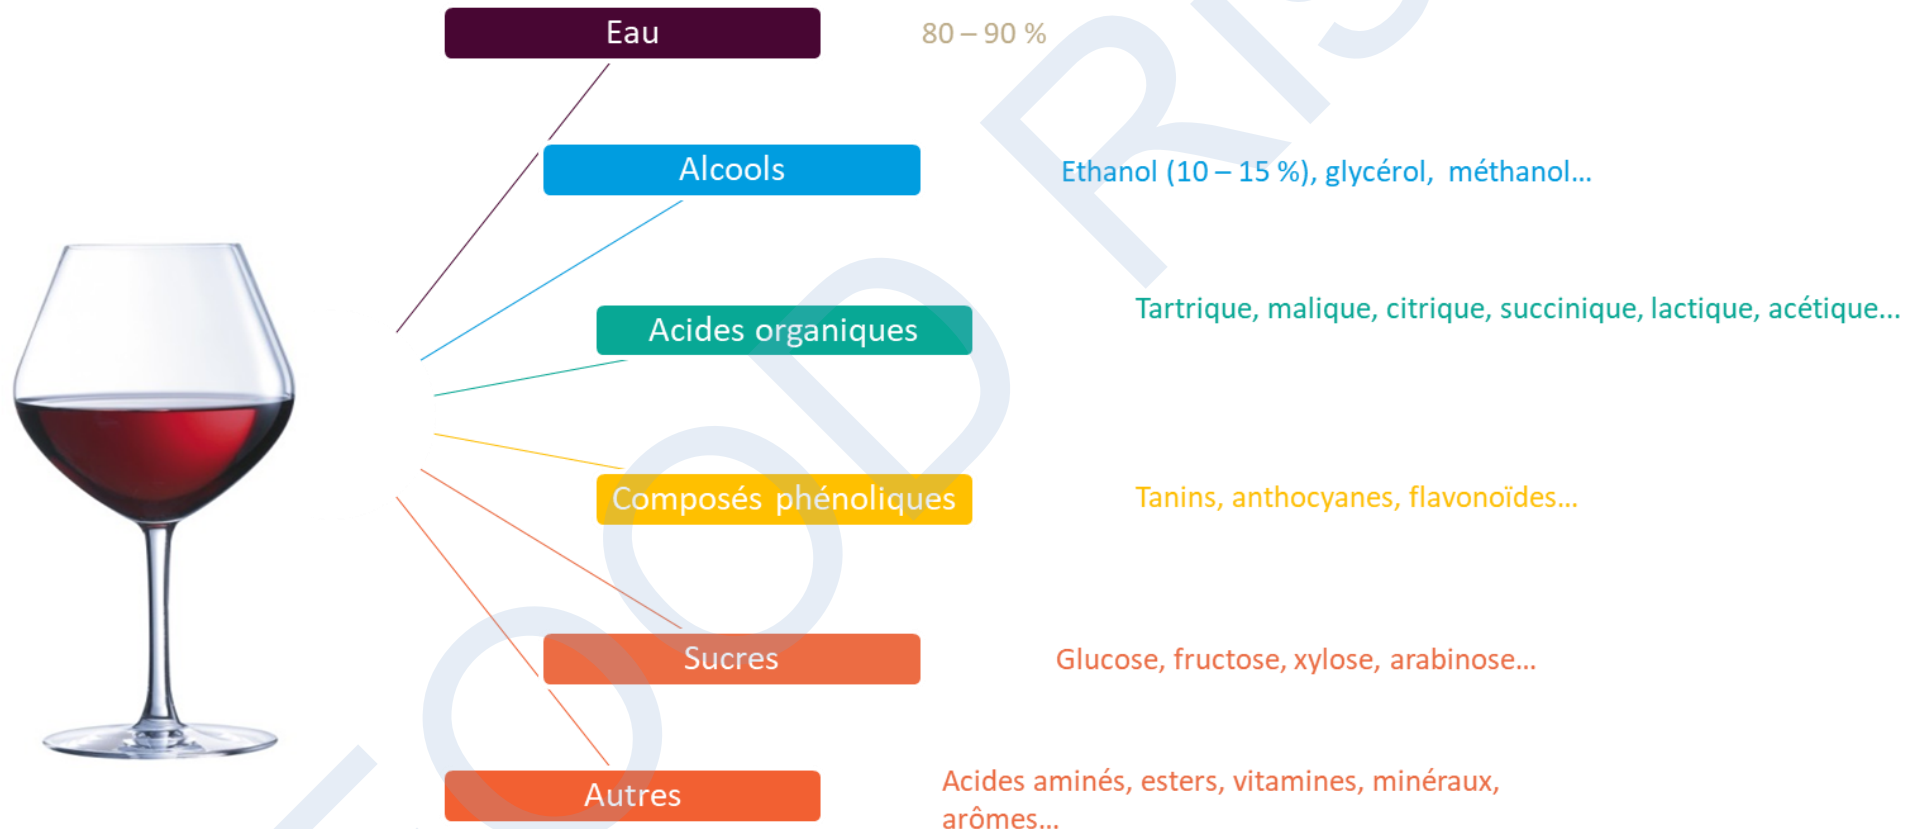 Eau
80 – 90 %
Alcools
Ethanol (10 – 15 %), glycérol, méthanol...
Acides organiques
Tartrique, malique, citrique, succinique, lactique, acétique...
Composés phénoliques
Tanins, anthocyanes, flavonoïdes...
Sucres
Glucose, fructose, xylose, arabinose...
Autres
Acides aminés, esters, vitamines, minéraux,
arômes...